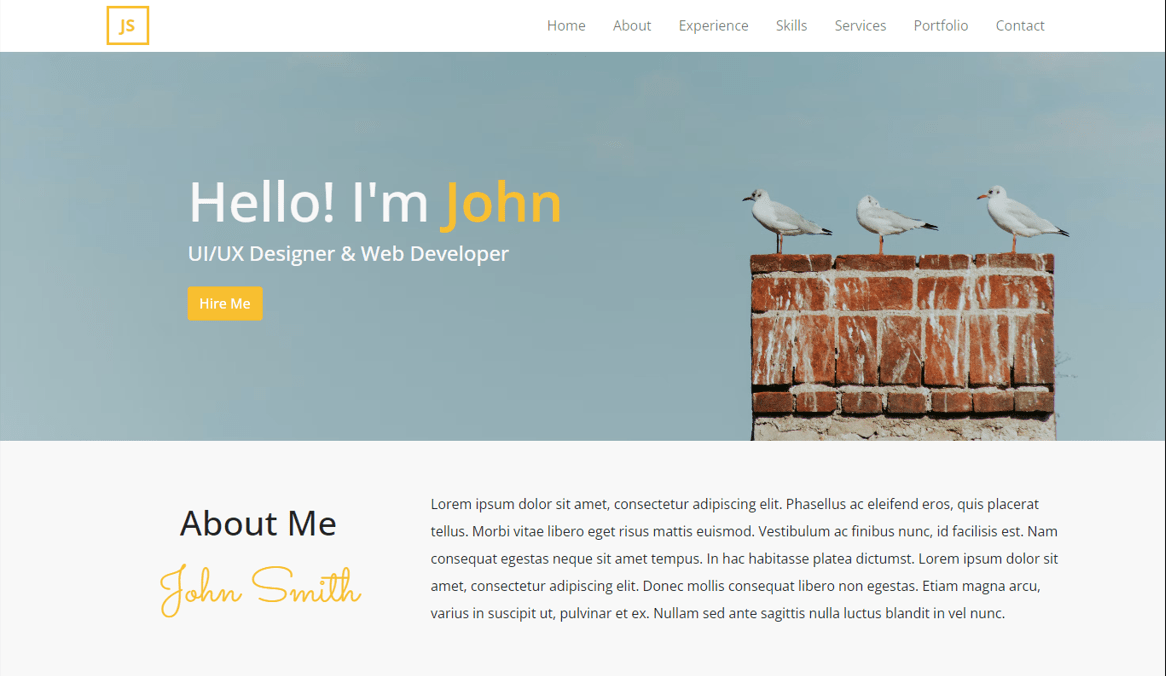 JS
Home About Experience Skills Services Portfolio Contact
Hello! I'm John
UI/UX Designer & Web Developer
Hire Me
About Me
John Smith
Lorem ipsum dolor sit amet, consectetur adipiscing elit. Phasellus ac eleifend eros, quis placerat
tellus. Morbi vitae libero eget risus mattis euismod. Vestibulum ac finibus nunc, id facilisis est. Nam
consequat egestas neque sit amet tempus. In hac habitasse platea dictumst. Lorem ipsum dolor sit
amet, consectetur adipiscing elit. Donec mollis consequat libero non egestas. Etiam magna arcu,
varius in suscipit ut, pulvinar et ex. Nullam sed ante sagittis nulla luctus blandit in vel nunc.